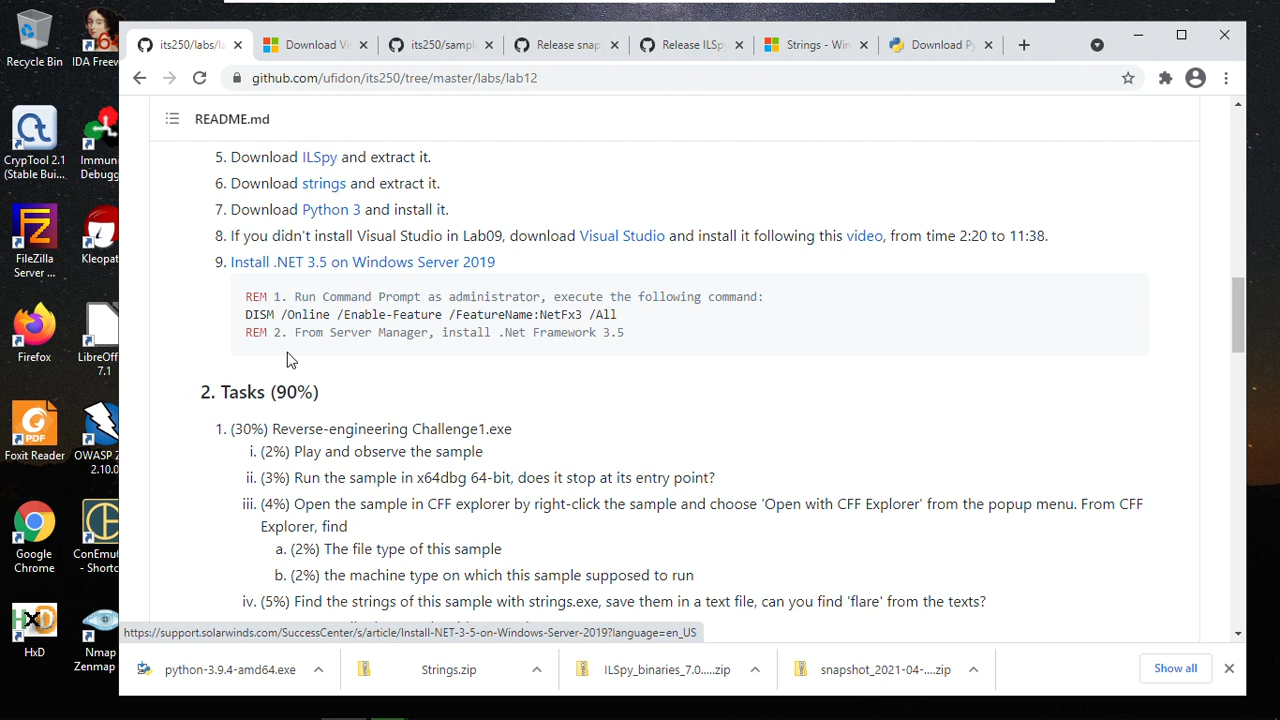 Recycle Bin
IDA Freew
CrypTool 2.1
(Stable Bui...
Immuni
Debugg
FileZilla
Server ...
Kleopat
Firefox
LibreOff
7.1
Foxit Reader
OWASP Z
2.10.0
Google
Chrome
ConEmu6
- Shortc
HxD
Nmap
Zenmap
its250/labs/la
Download Vis
its250/sampl
Release snap
Release ILSpy
Strings - Win
Download Py
github.com/ufidon/its250/tree/master/labs/lab12
README.md
5. Download ILSpy and extract it.
6. Download strings and extract it.
7. Download Python 3 and install it.
8. If you didn't install Visual Studio in Lab09, download Visual Studio and install it following this video, from time 2:20 to 11:38.
9. Install .NET 3.5 on Windows Server 2019
REM 1. Run Command Prompt as administrator, execute the following command:
DISM /Online /Enable-Feature /FeatureName:NetFx3 /All
REM 2. From Server Manager, install .Net Framework 3.5
2. Tasks (90%)
1. (30%) Reverse-engineering Challenge1.exe
i. (2%) Play and observe the sample
ii. (3%) Run the sample in x64dbg 64-bit, does it stop at its entry point?
iii. (4%) Open the sample in CFF explorer by right-click the sample and choose 'Open with CFF Explorer' from the popup menu. From CFF
Explorer, find
a. (2%) The file type of this sample
b. (2%) the machine type on which this sample supposed to run
iv. (5%) Find the strings of this sample with strings.exe, save them in a text file, can you find 'flare' from the texts?
https://support.solarwinds.com/SuccessCenter/s/article/Install-NET-3-5-on-Windows-Server-2019?language=en_US
python-3.9.4-amd64.exe
Strings.zip
ILSpy_binaries_7.0.....zip
snapshot_2021-04-....zip
Show all